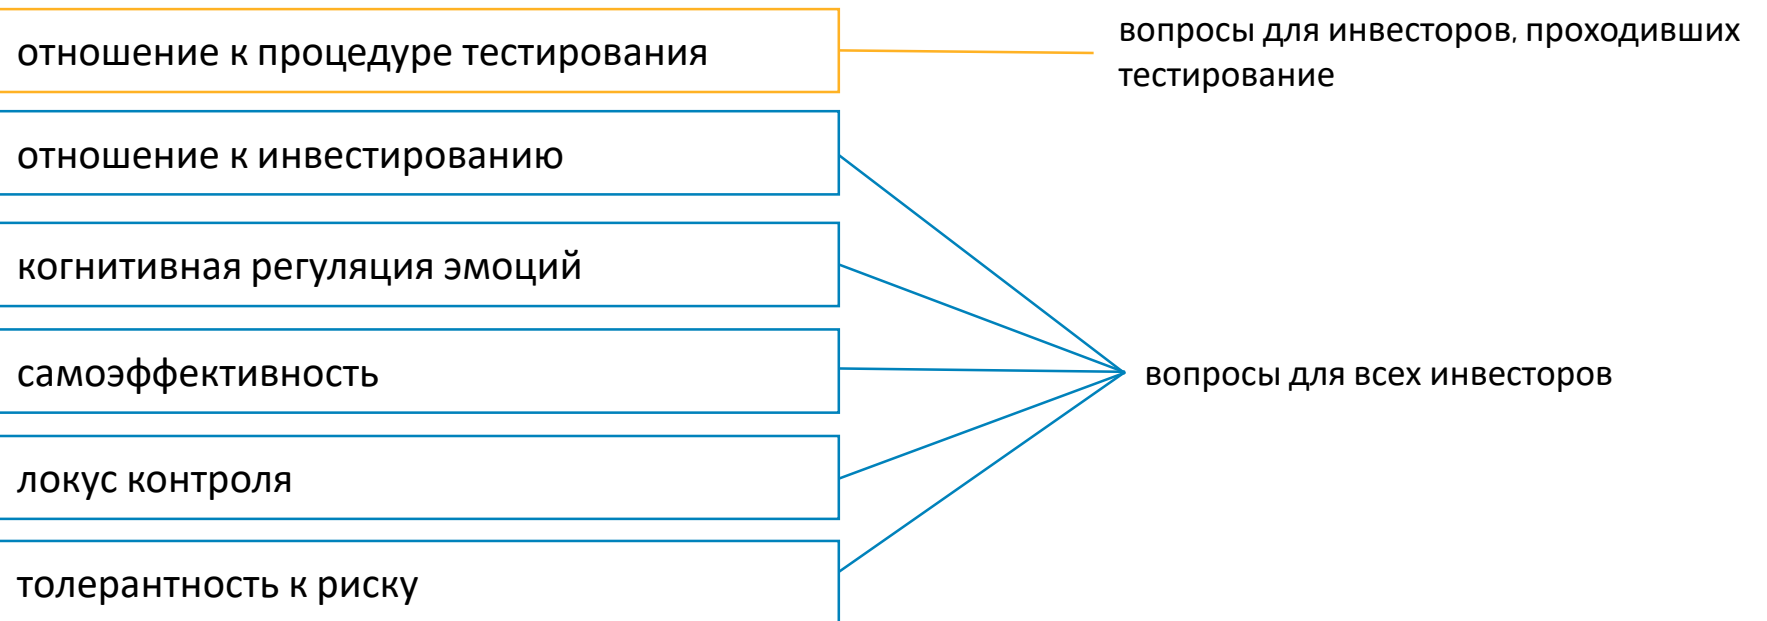 отношение к процедуре тестирования
вопросы для инвесторов, проходивших
тестирование
отношение к инвестированию
когнитивная регуляция эмоций
самоэффективность
вопросы для всех инвесторов
локус контроля
толерантность к риску